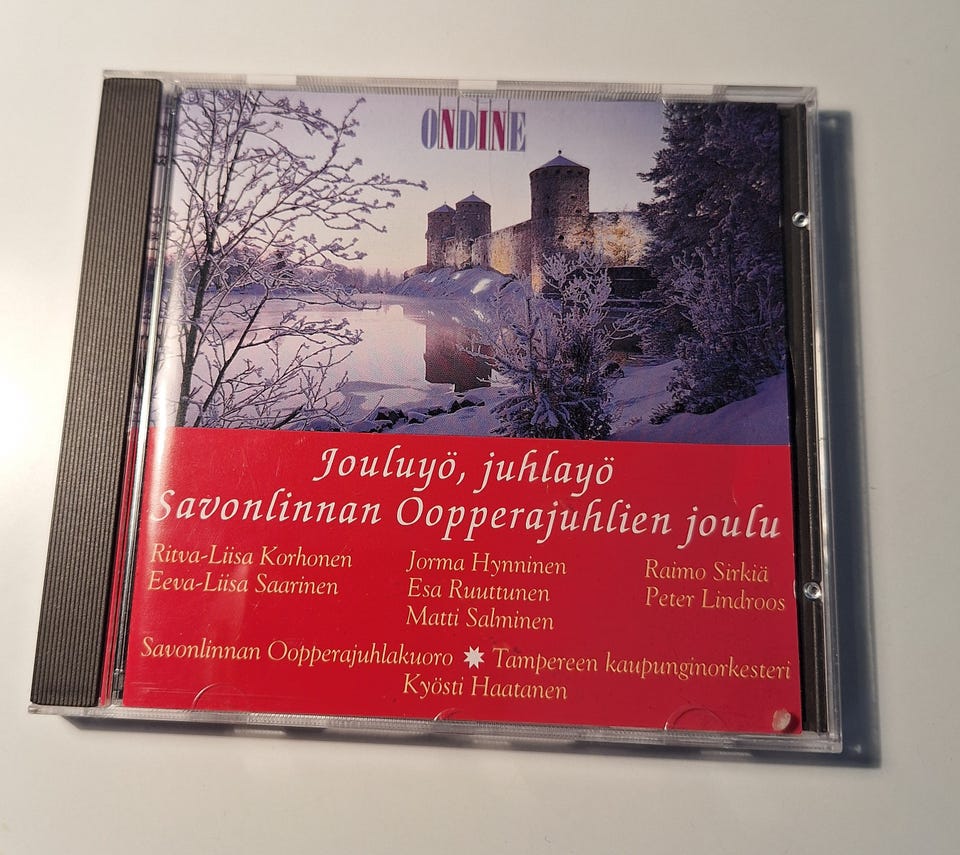 ONDINE
Jouluyö, juhlayö
Savonlinnan Oopperajuhlien joulu
Ritva-Liisa Korhonen
Eeva-Liisa Saarinen
Jorma Hynninen
Esa Ruuttunen
Matti Salminen
Raimo Sirkiä
Peter Lindroos
Savonlinnan Oopperajuhlakuoro ✷ Tampereen kaupunginorkesteri
Kyösti Haatanen